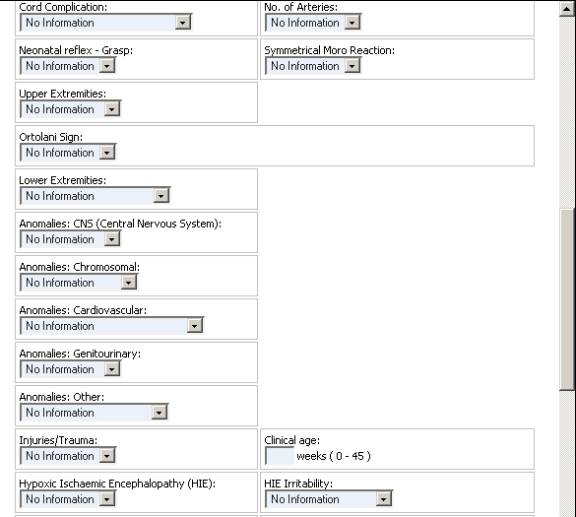 Cord Complication: No. of Arteries:
No Information No Information
Neonatal reflex - Grasp: Symmetrical Moro Reaction:
No Information No Information
Upper Extremities:
No Information
Ortolani Sign:
No Information
Lower Extremities:
No Information
Anomalies: CNS (Central Nervous System):
No Information
Anomalies: Chromosomal:
No Information
Anomalies: Cardiovascular:
No Information
Anomalies: Genitourinary:
No Information
Anomalies: Other:
No Information
Injuries/Trauma: Clinical age:
No Information weeks ( 0 - 45 )
Hypoxic Ischaemic Encephalopathy (HIE): HIE Irritability:
No Information No Information